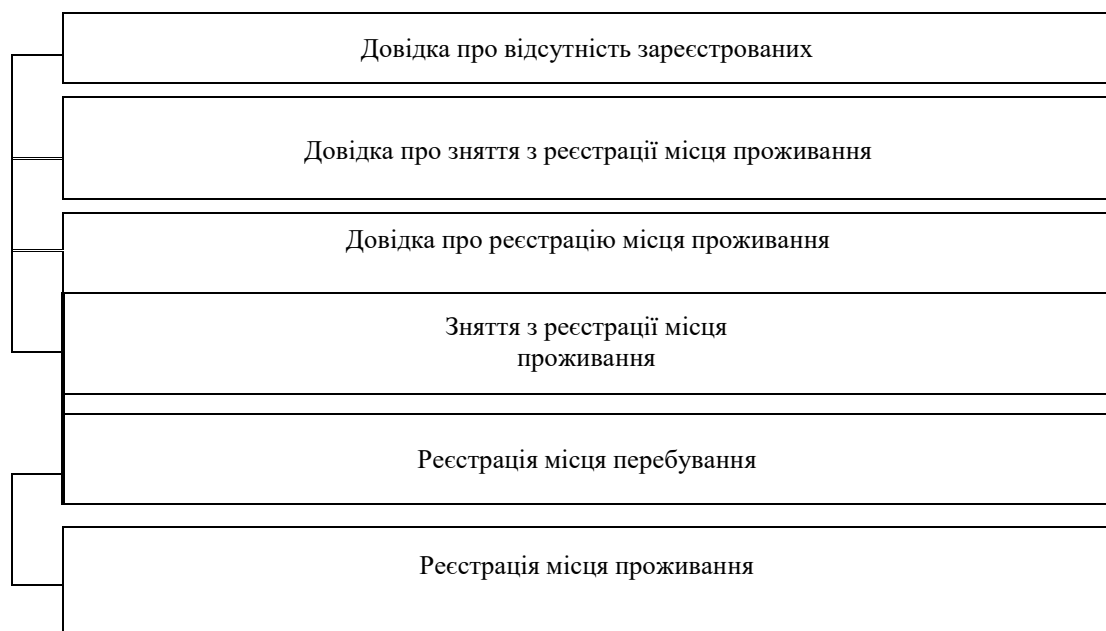 Довідка про відсутність зареєстрованих
Довідка про зняття з реєстрації місця проживання
Довідка про реєстрацію місця проживання
Зняття з реєстрації місця
проживання
Реєстрація місця перебування
Реєстрація місця проживання